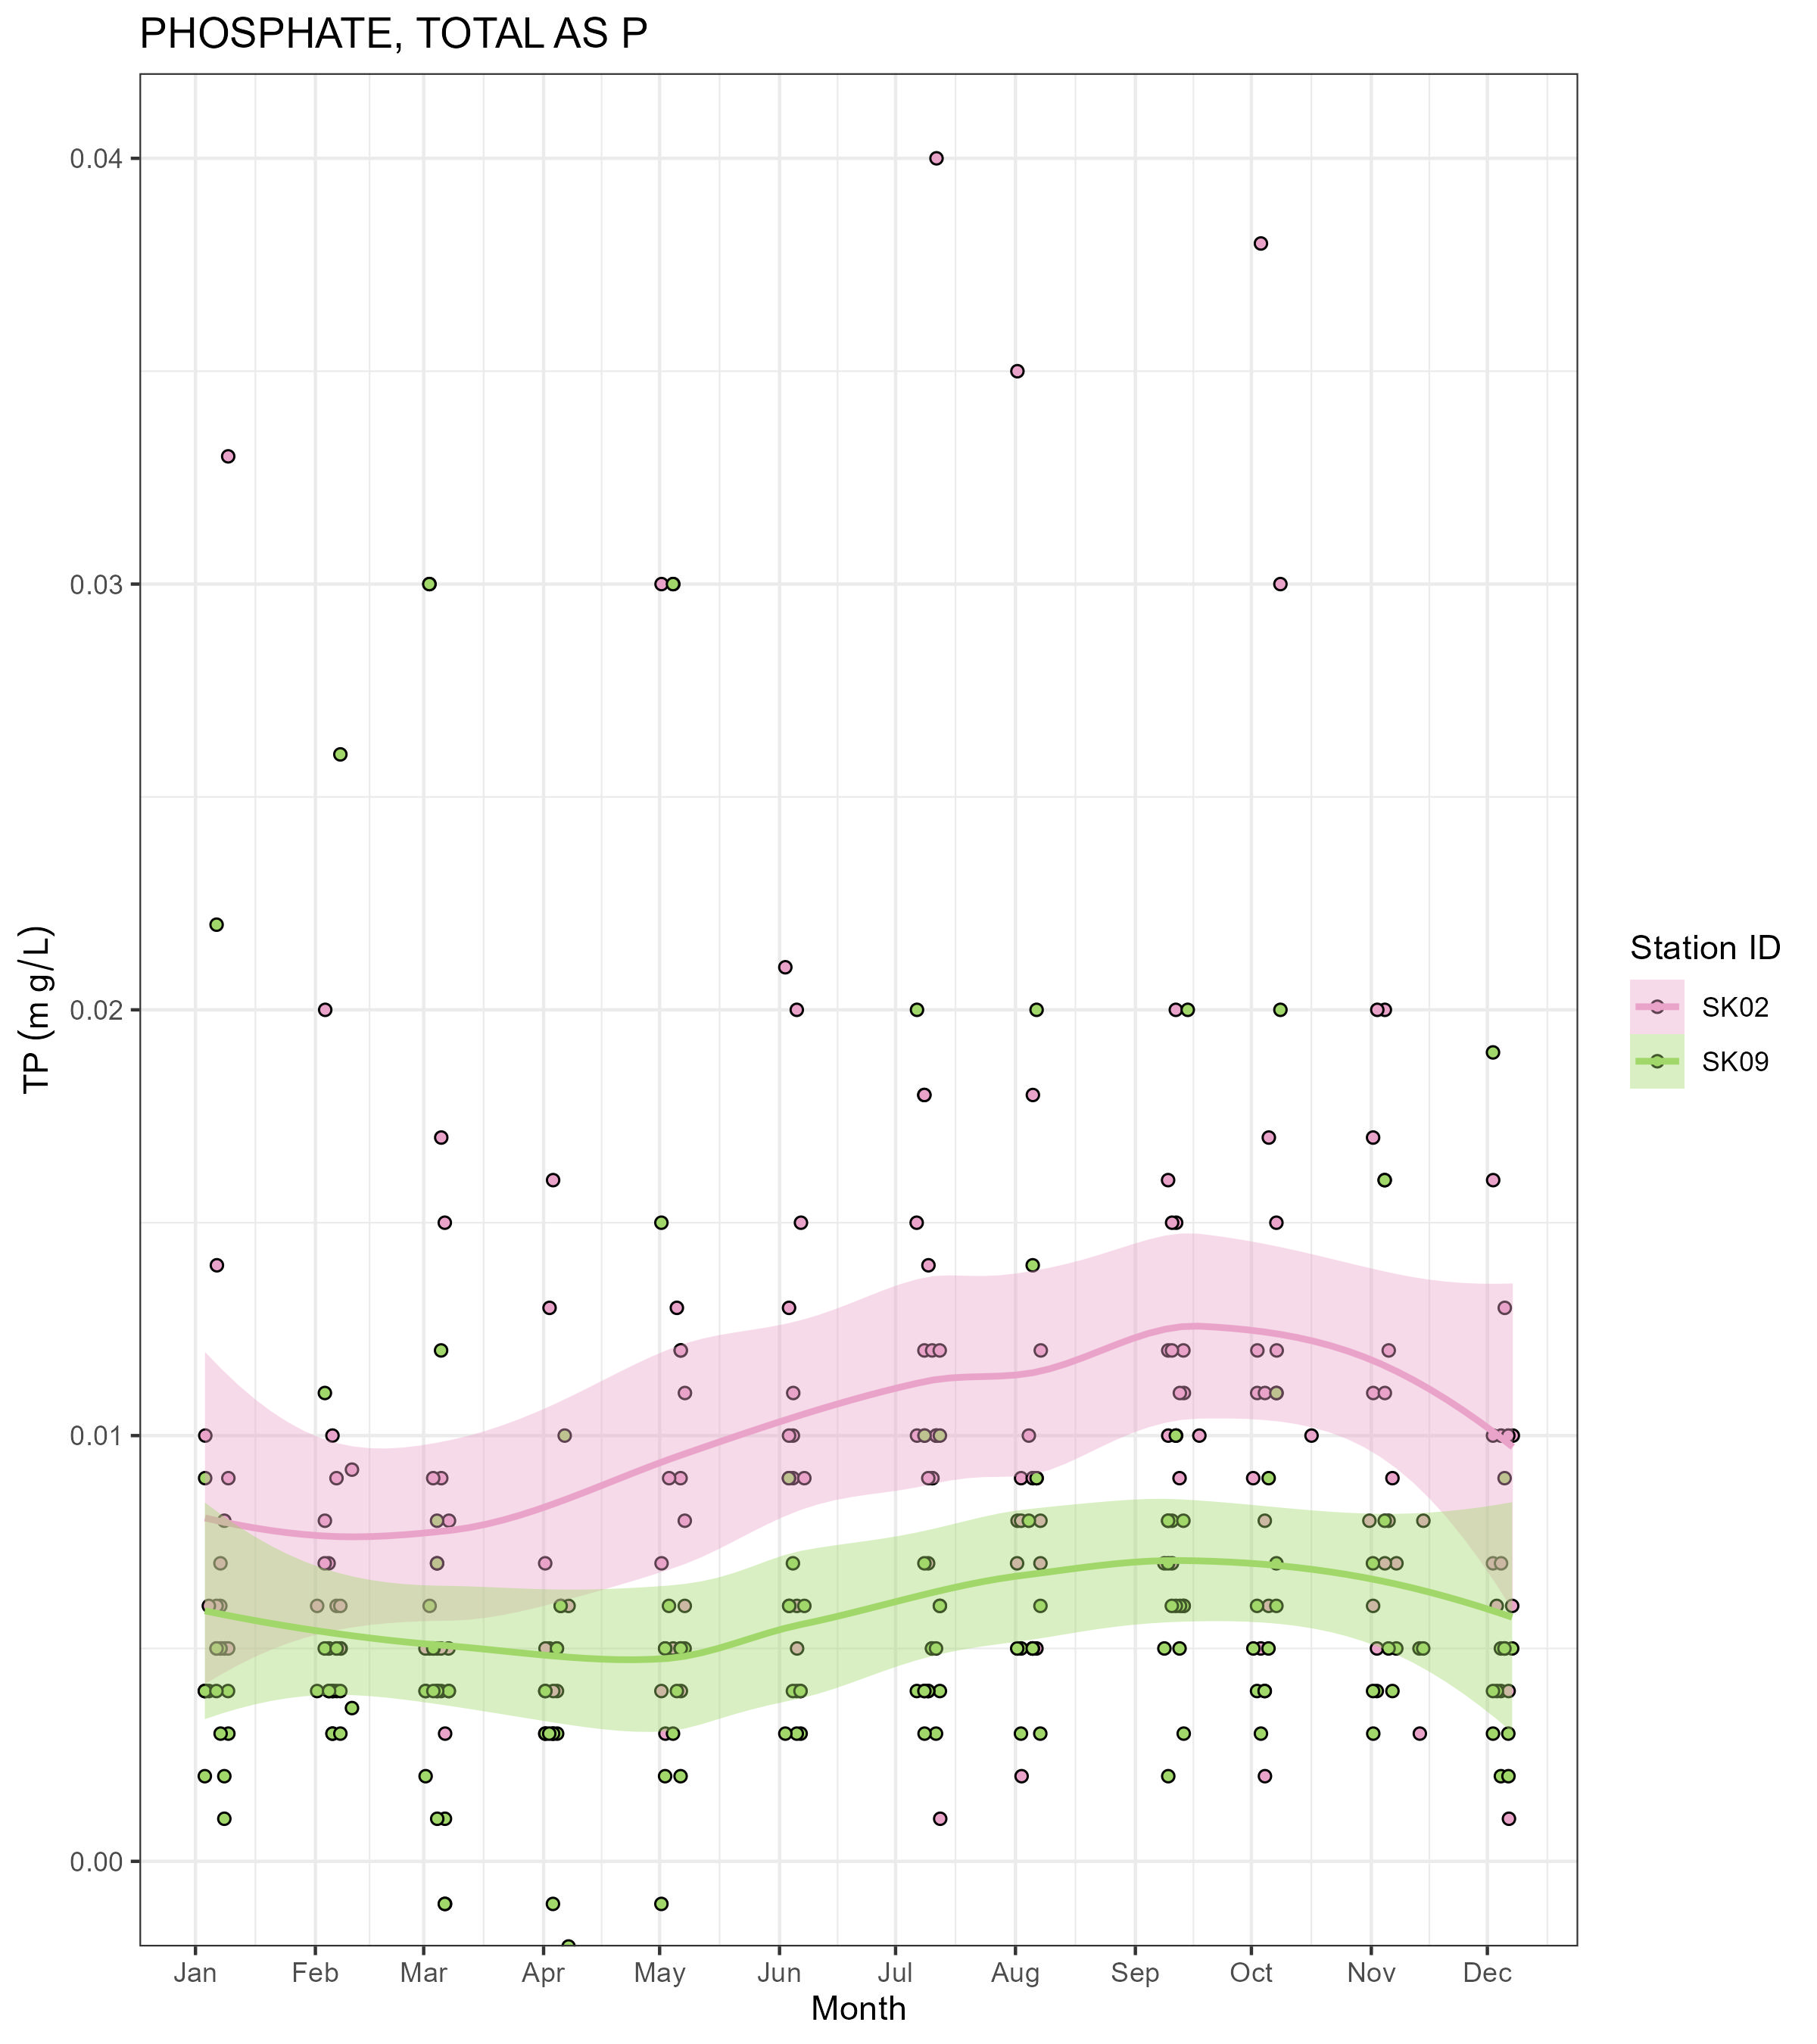 PHOSPHATE, TOTAL AS P
0.04
0.03
0.02
0.01
0.00
TP (mg/L)
Jan Feb Mar Apr May Jun Jul Aug Sep Oct Nov Dec
Month
Station ID
SK02
SK09